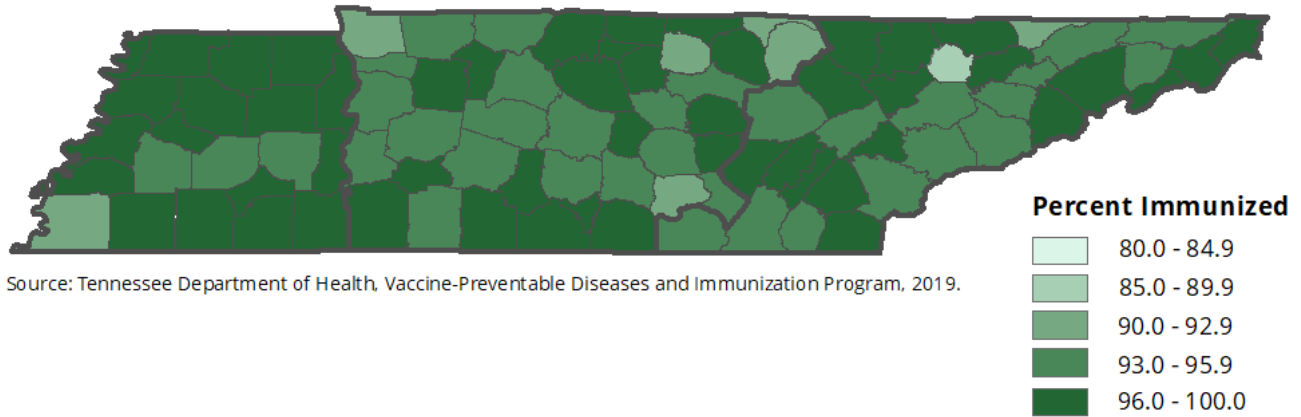 Percent Immunized
80.0 - 84.9
85.0 - 89.9
90.0 - 92.9
93.0 - 95.9
96.0 - 100.0
Source: Tennessee Department of Health, Vaccine-Preventable Diseases and Immunization Program, 2019.